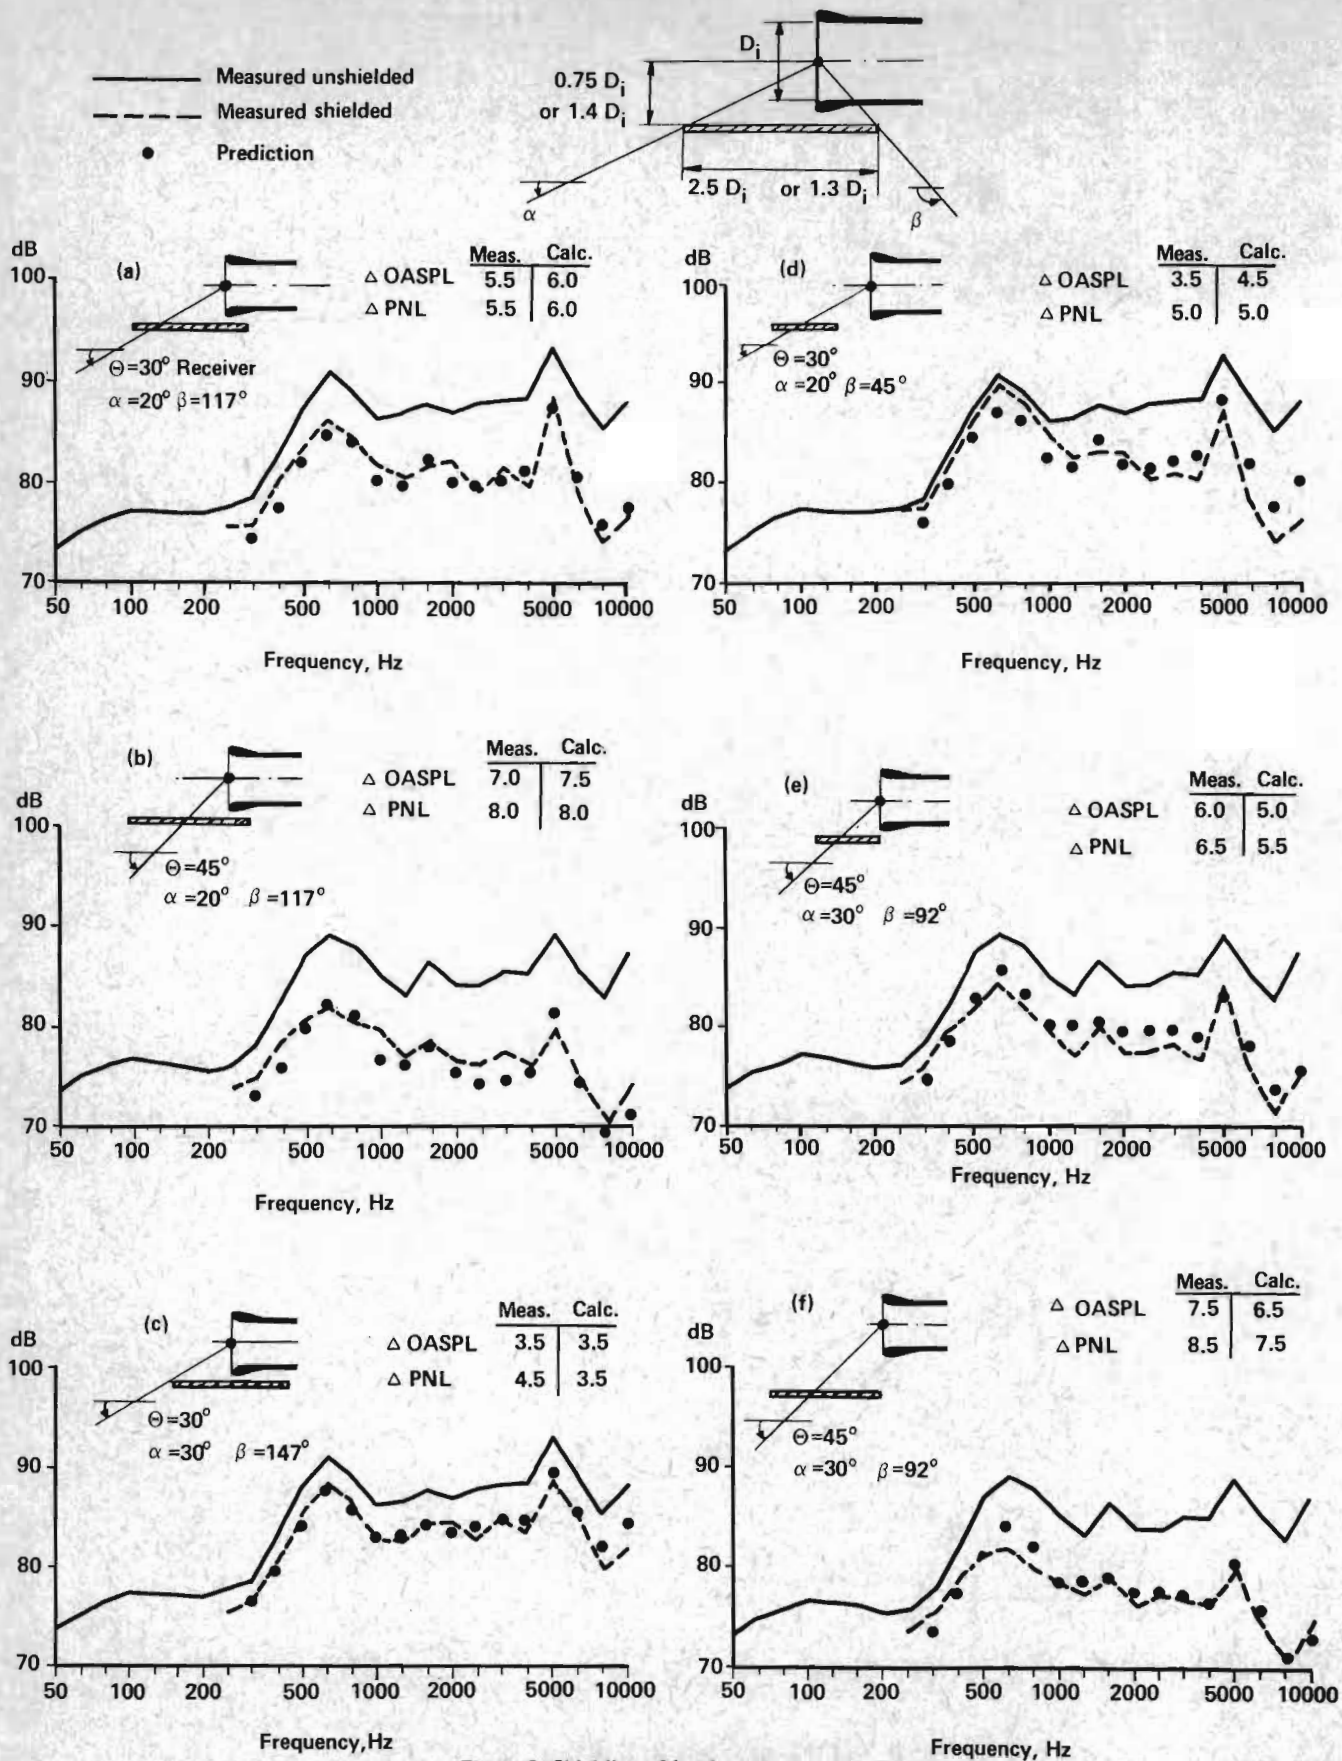 Measured unshielded
Measured shielded
Prediction
D_i
0.75 D_i
or 1.4 D_i
2.5 D_i or 1.3 D_i
α
β
dB
(a)
Meas. Calc.
Δ OASPL 5.5 6.0
Δ PNL 5.5 6.0
Θ=30° Receiver
α=20° β=117°
100
90
80
70
50 100 200 500 1000 2000 5000 10000
Frequency, Hz
dB
(d)
Meas. Calc.
Δ OASPL 3.5 4.5
Δ PNL 5.0 5.0
Θ=30°
α=20° β=45°
100
90
80
70
50 100 200 500 1000 2000 5000 10000
Frequency, Hz
(b)
Meas. Calc.
Δ OASPL 7.0 7.5
Δ PNL 8.0 8.0
dB
Θ=45°
α=20° β=117°
100
90
80
70
50 100 200 500 1000 2000 5000 10000
Frequency, Hz
(e)
Meas. Calc.
Δ OASPL 6.0 5.0
Δ PNL 6.5 5.5
dB
Θ=45°
α=30° β=92°
100
90
80
70
50 100 200 500 1000 2000 5000 10000
Frequency, Hz
(c)
Meas. Calc.
Δ OASPL 3.5 3.5
Δ PNL 4.5 3.5
dB
Θ=30°
α=30° β=147°
100
90
80
70
50 100 200 500 1000 2000 5000 10000
Frequency,Hz
(f)
Meas. Calc.
Δ OASPL 7.5 6.5
Δ PNL 8.5 7.5
dB
Θ=45°
α=30° β=92°
100
90
80
70
50 100 200 500 1000 2000 5000 10000
Frequency, Hz